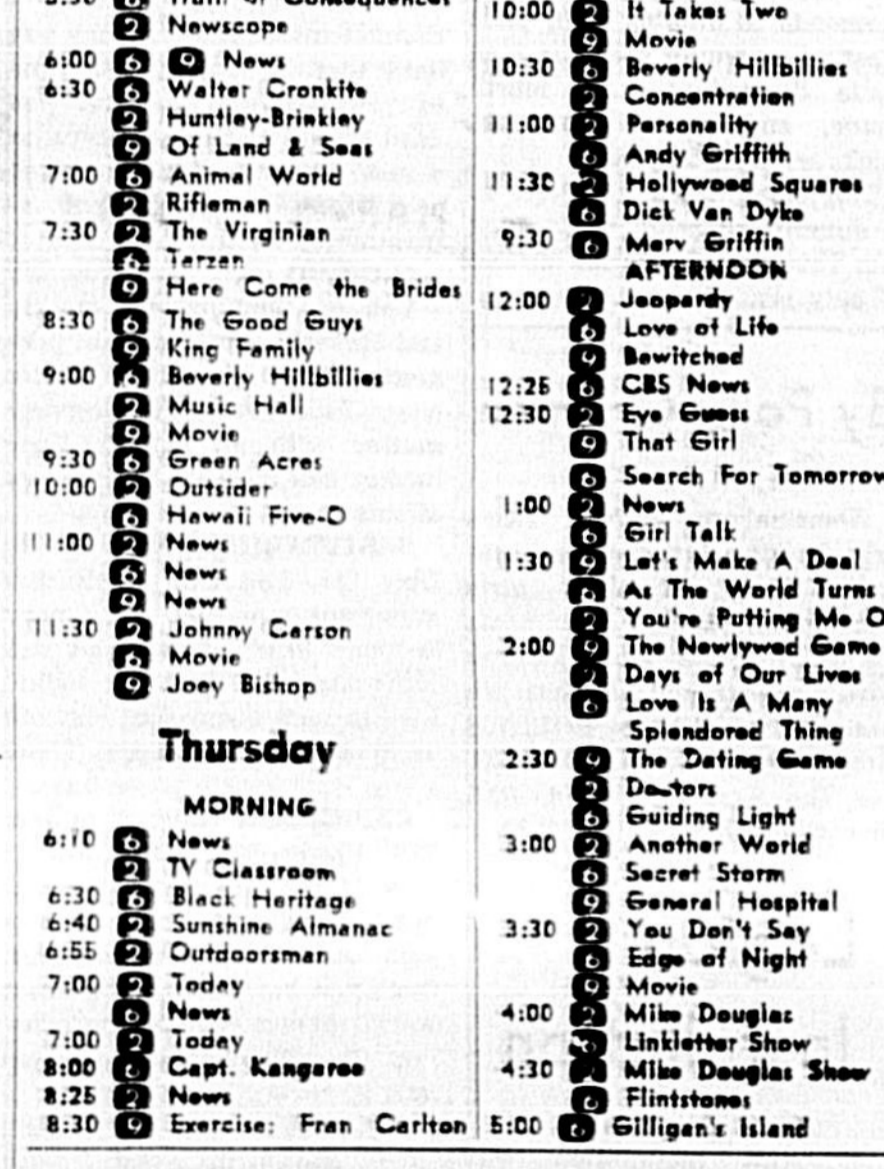 Newscope
6:00 6 9 News
6:30 6 Walter Cronkite
2 Huntley-Brinkley
9 Of Land & Seas
7:00 6 Animal World
2 Rifleman
7:30 2 The Virginian
6 Tarzan
9 Here Come the Brides
8:30 6 The Good Guys
9 King Family
9:00 6 Beverly Hillbillies
2 Music Hall
9 Movie
9:30 6 Green Acres
10:00 2 Outsider
6 Hawaii Five-O
11:00 2 News
6 News
9 News
11:30 2 Johnny Carson
6 Movie
9 Joey Bishop
Thursday
MORNING
6:10 6 News
2 TV Classroom
6:30 6 Black Heritage
6:40 2 Sunshine Almanac
6:55 2 Outdoorsman
7:00 2 Today
6 News
7:00 2 Today
8:00 6 Capt. Kangaroo
8:25 2 News
8:30 9 Exercise: Fran Carlton
10:00 2 It Takes Two
9 Movie
10:30 6 Beverly Hillbillies
2 Concentration
11:00 2 Personality
6 Andy Griffith
11:30 2 Hollywood Squares
6 Dick Van Dyke
9:30 6 Merv Griffin
AFTERNOON
12:00 2 Jeopardy
6 Love of Life
9 Bewitched
12:25 6 CBS News
12:30 2 Eye Guess
9 That Girl
6 Search For Tomorrow
1:00 2 News
6 Girl Talk
1:30 9 Let's Make A Deal
6 As The World Turns
2 You're Putting Me O
2:00 9 The Newlywed Game
2 Days of Our Lives
6 Love Is A Many
Splendored Thing
2:30 9 The Dating Game
2 Doctors
6 Guiding Light
3:00 2 Another World
6 Secret Storm
9 General Hospital
3:30 2 You Don't Say
6 Edge of Night
9 Movie
4:00 2 Mike Douglas
Linkletter Show
4:30 2 Mike Douglas Show
6 Flintstones
5:00 6 Gilligan's Island